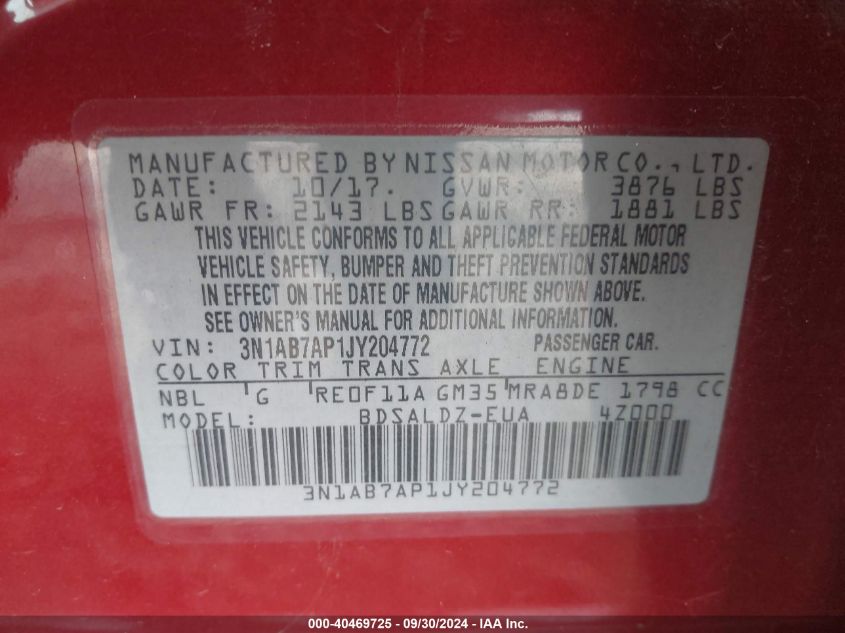 MANUFACTURED BY NISSAN MOTOR CO., LTD.
DATE: 10/17. GVWR: 3876 LBS
GAWR FR: 2143 LBS GAWR RR: 1881 LBS
THIS VEHICLE CONFORMS TO ALL APPLICABLE FEDERAL MOTOR
VEHICLE SAFETY, BUMPER AND THEFT PREVENTION STANDARDS
IN EFFECT ON THE DATE OF MANUFACTURE SHOWN ABOVE.
SEE OWNER'S MANUAL FOR ADDITIONAL INFORMATION.
VIN: 3N1AB7AP1JY204772 PASSENGER CAR.
COLOR TRIM TRANS AXLE ENGINE
NBL G RE0F11A GM35 MRA8DE 1798 CC
MODEL: BDSALDZ-EUA 4Z000
3N1AB7AP1JY204772
000-40469725 - 09/30/2024 - IAA Inc.